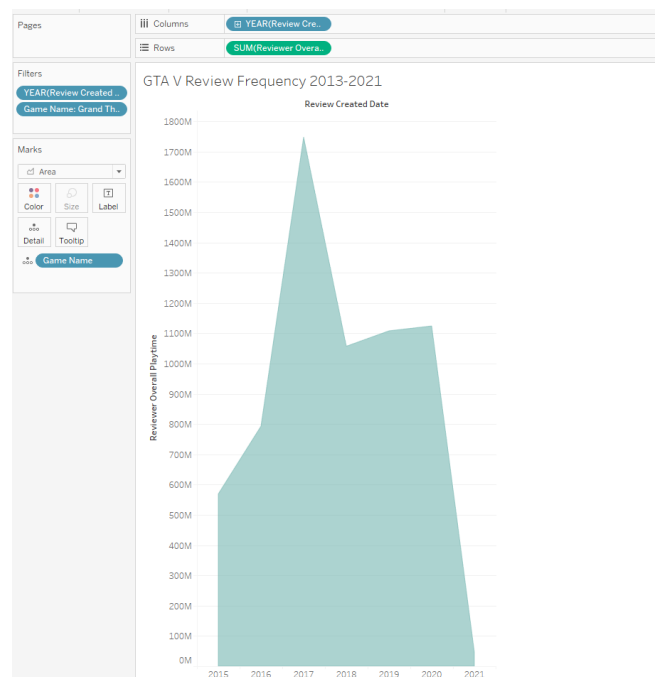 Pages
Columns
YEAR(Review Cre..
Rows
SUM(Reviewer Overa..
Filters
YEAR(Review Created ..
Game Name: Grand Th..
Marks
Area
Color
Size
Label
Detail
Tooltip
Game Name
GTA V Review Frequency 2013-2021
Review Created Date
Reviewer Overall Playtime
1800M
1700M
1600M
1500M
1400M
1300M
1200M
1100M
1000M
900M
800M
700M
600M
500M
400M
300M
200M
100M
0M
2015 2016 2017 2018 2019 2020 2021